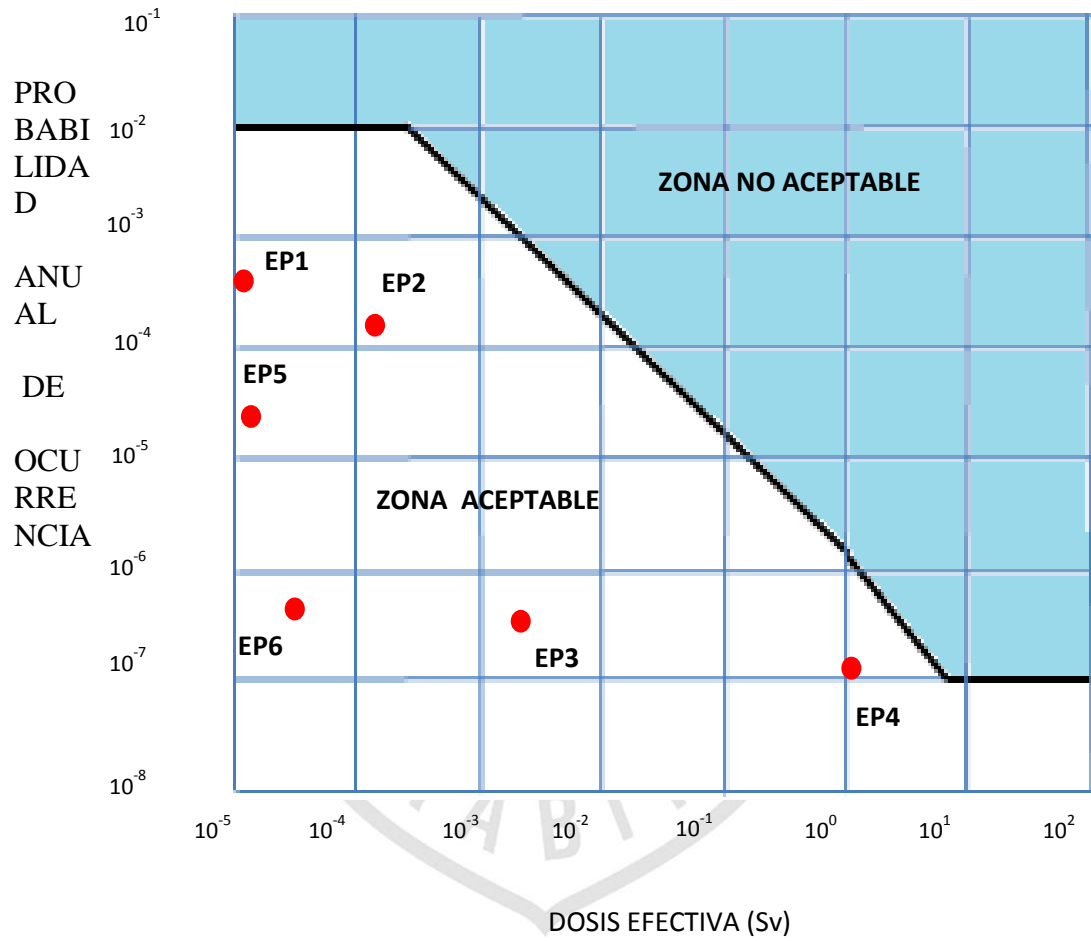 10-1
PRO
BABI
LIDA
D
10-2
10-3
ANU
AL
10-4
DE
10-5
OCU
RRE
NCIA
10-6
10-7
10-8
ZONA NO ACEPTABLE
EP1
EP2
EP5
ZONA ACEPTABLE
EP6
EP3
EP4
10-5 10-4 10-3 10-2 10-1 100 101 102
DOSIS EFECTIVA (Sv)